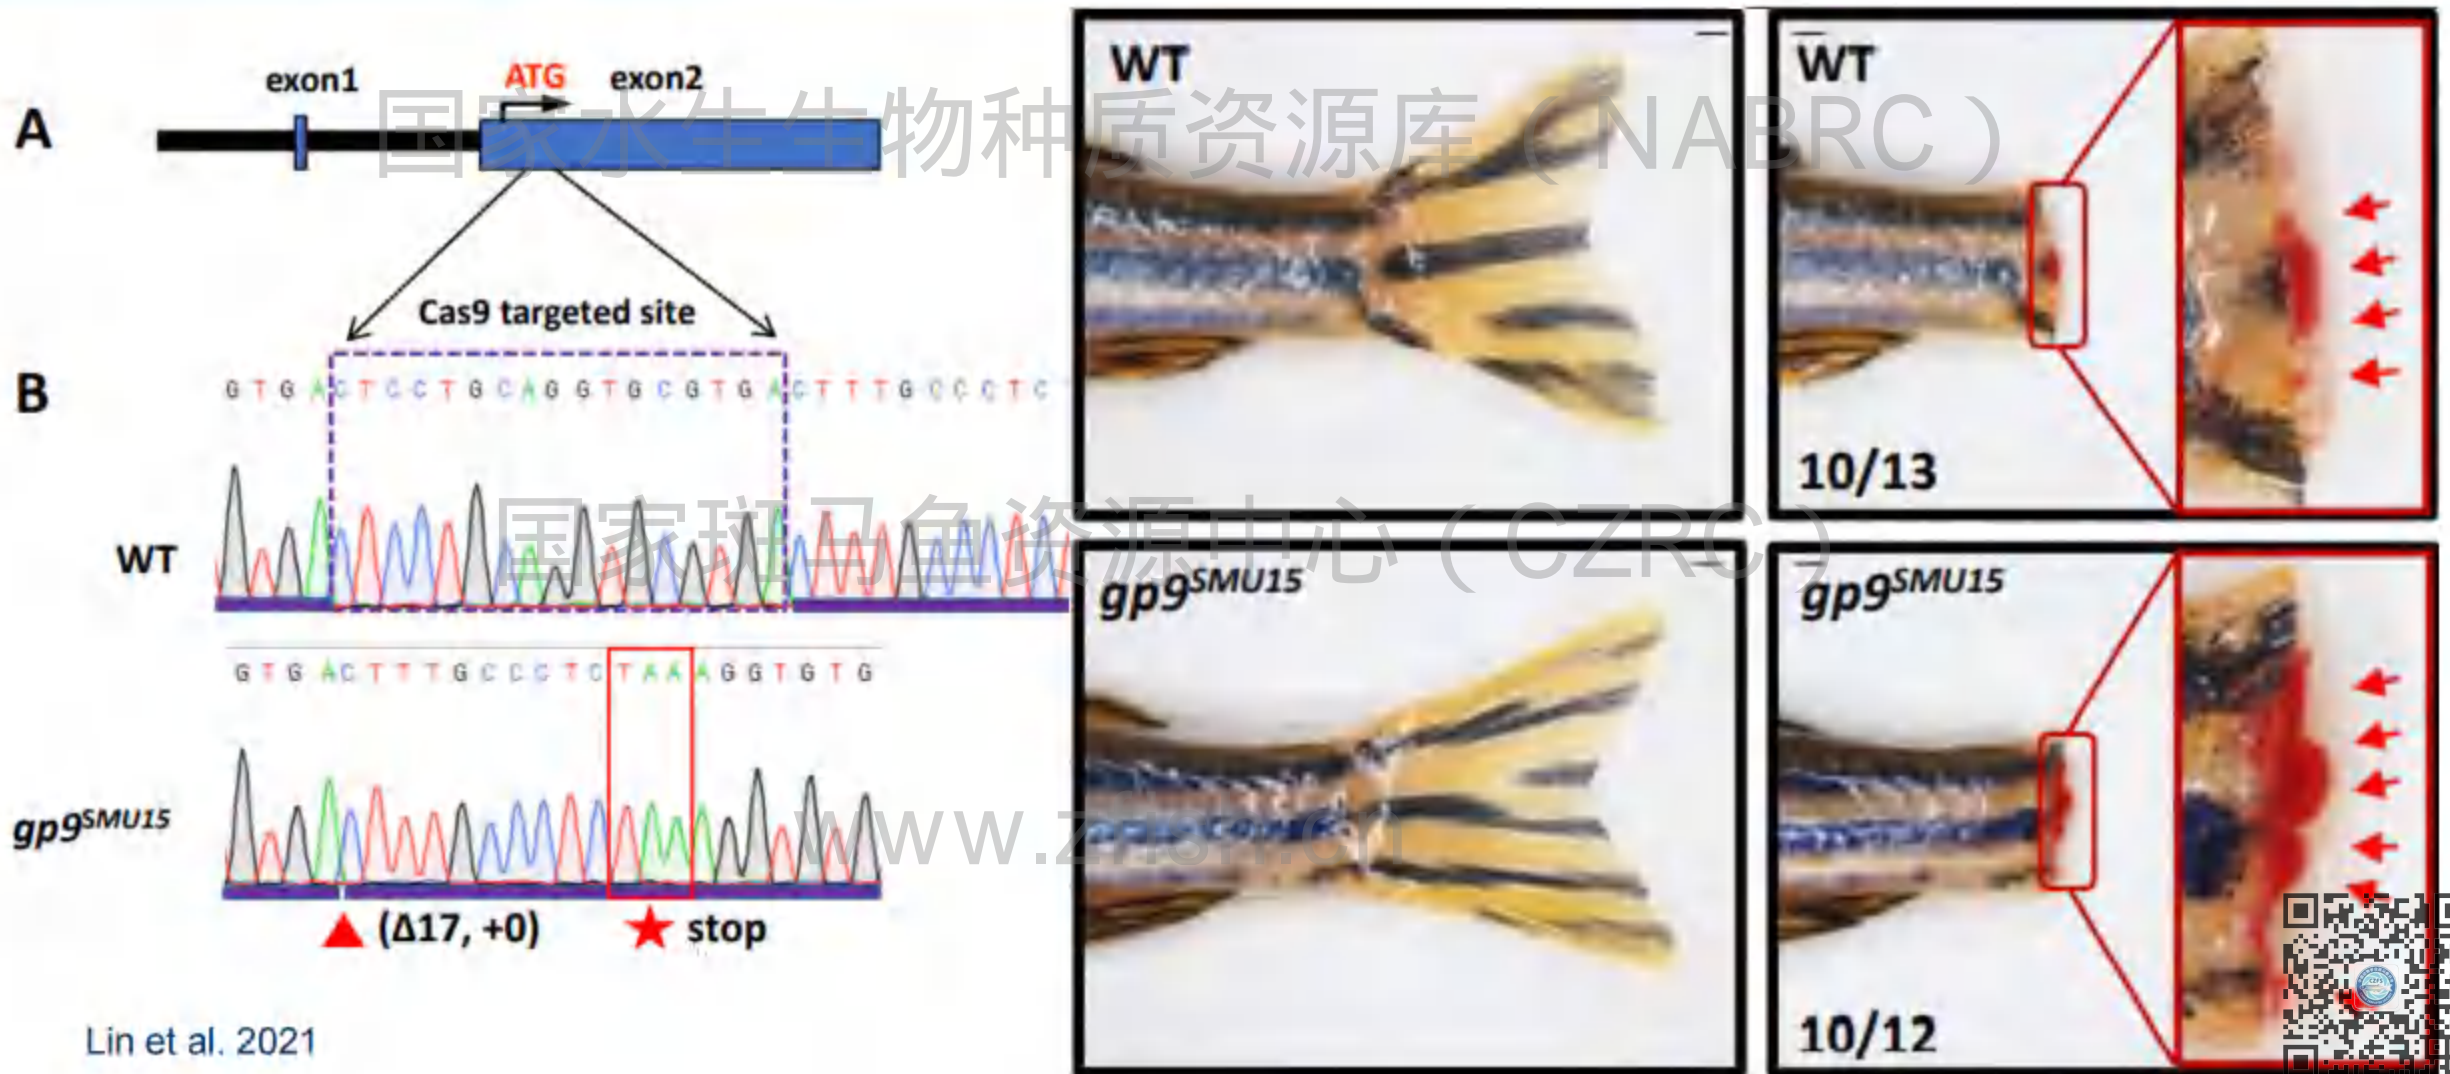 A
exon1
ATG
exon2
Cas9 targeted site
B
G T G A C T C C T G C A G G T G C G T G A C T T T G C C C T C
WT
G T G A C T T T G C C C T C T A A A G G T G T G
gp9SMU15
(Δ17, +0)
stop
Lin et al. 2021
WT
WT
10/13
gp9SMU15
gp9SMU15
10/12
国家水生生物种质资源库（NABRC）
国家斑马鱼资源中心（CZRC）